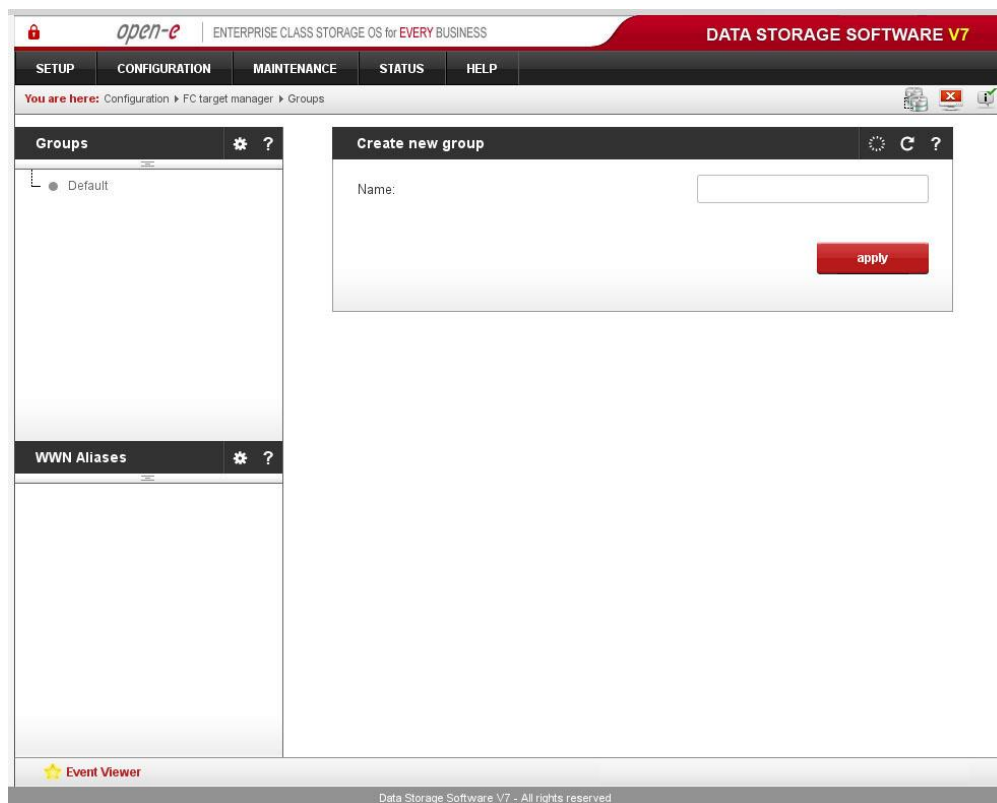 open-e ENTERPRISE CLASS STORAGE OS for EVERY BUSINESS
DATA STORAGE SOFTWARE V7
SETUP CONFIGURATION MAINTENANCE STATUS HELP
You are here: Configuration FC target manager Groups
Groups ?
Default
Create new group ?
Name:
apply
WWN Aliases ?
Event Viewer
Data Storage Software V7 - All rights reserved